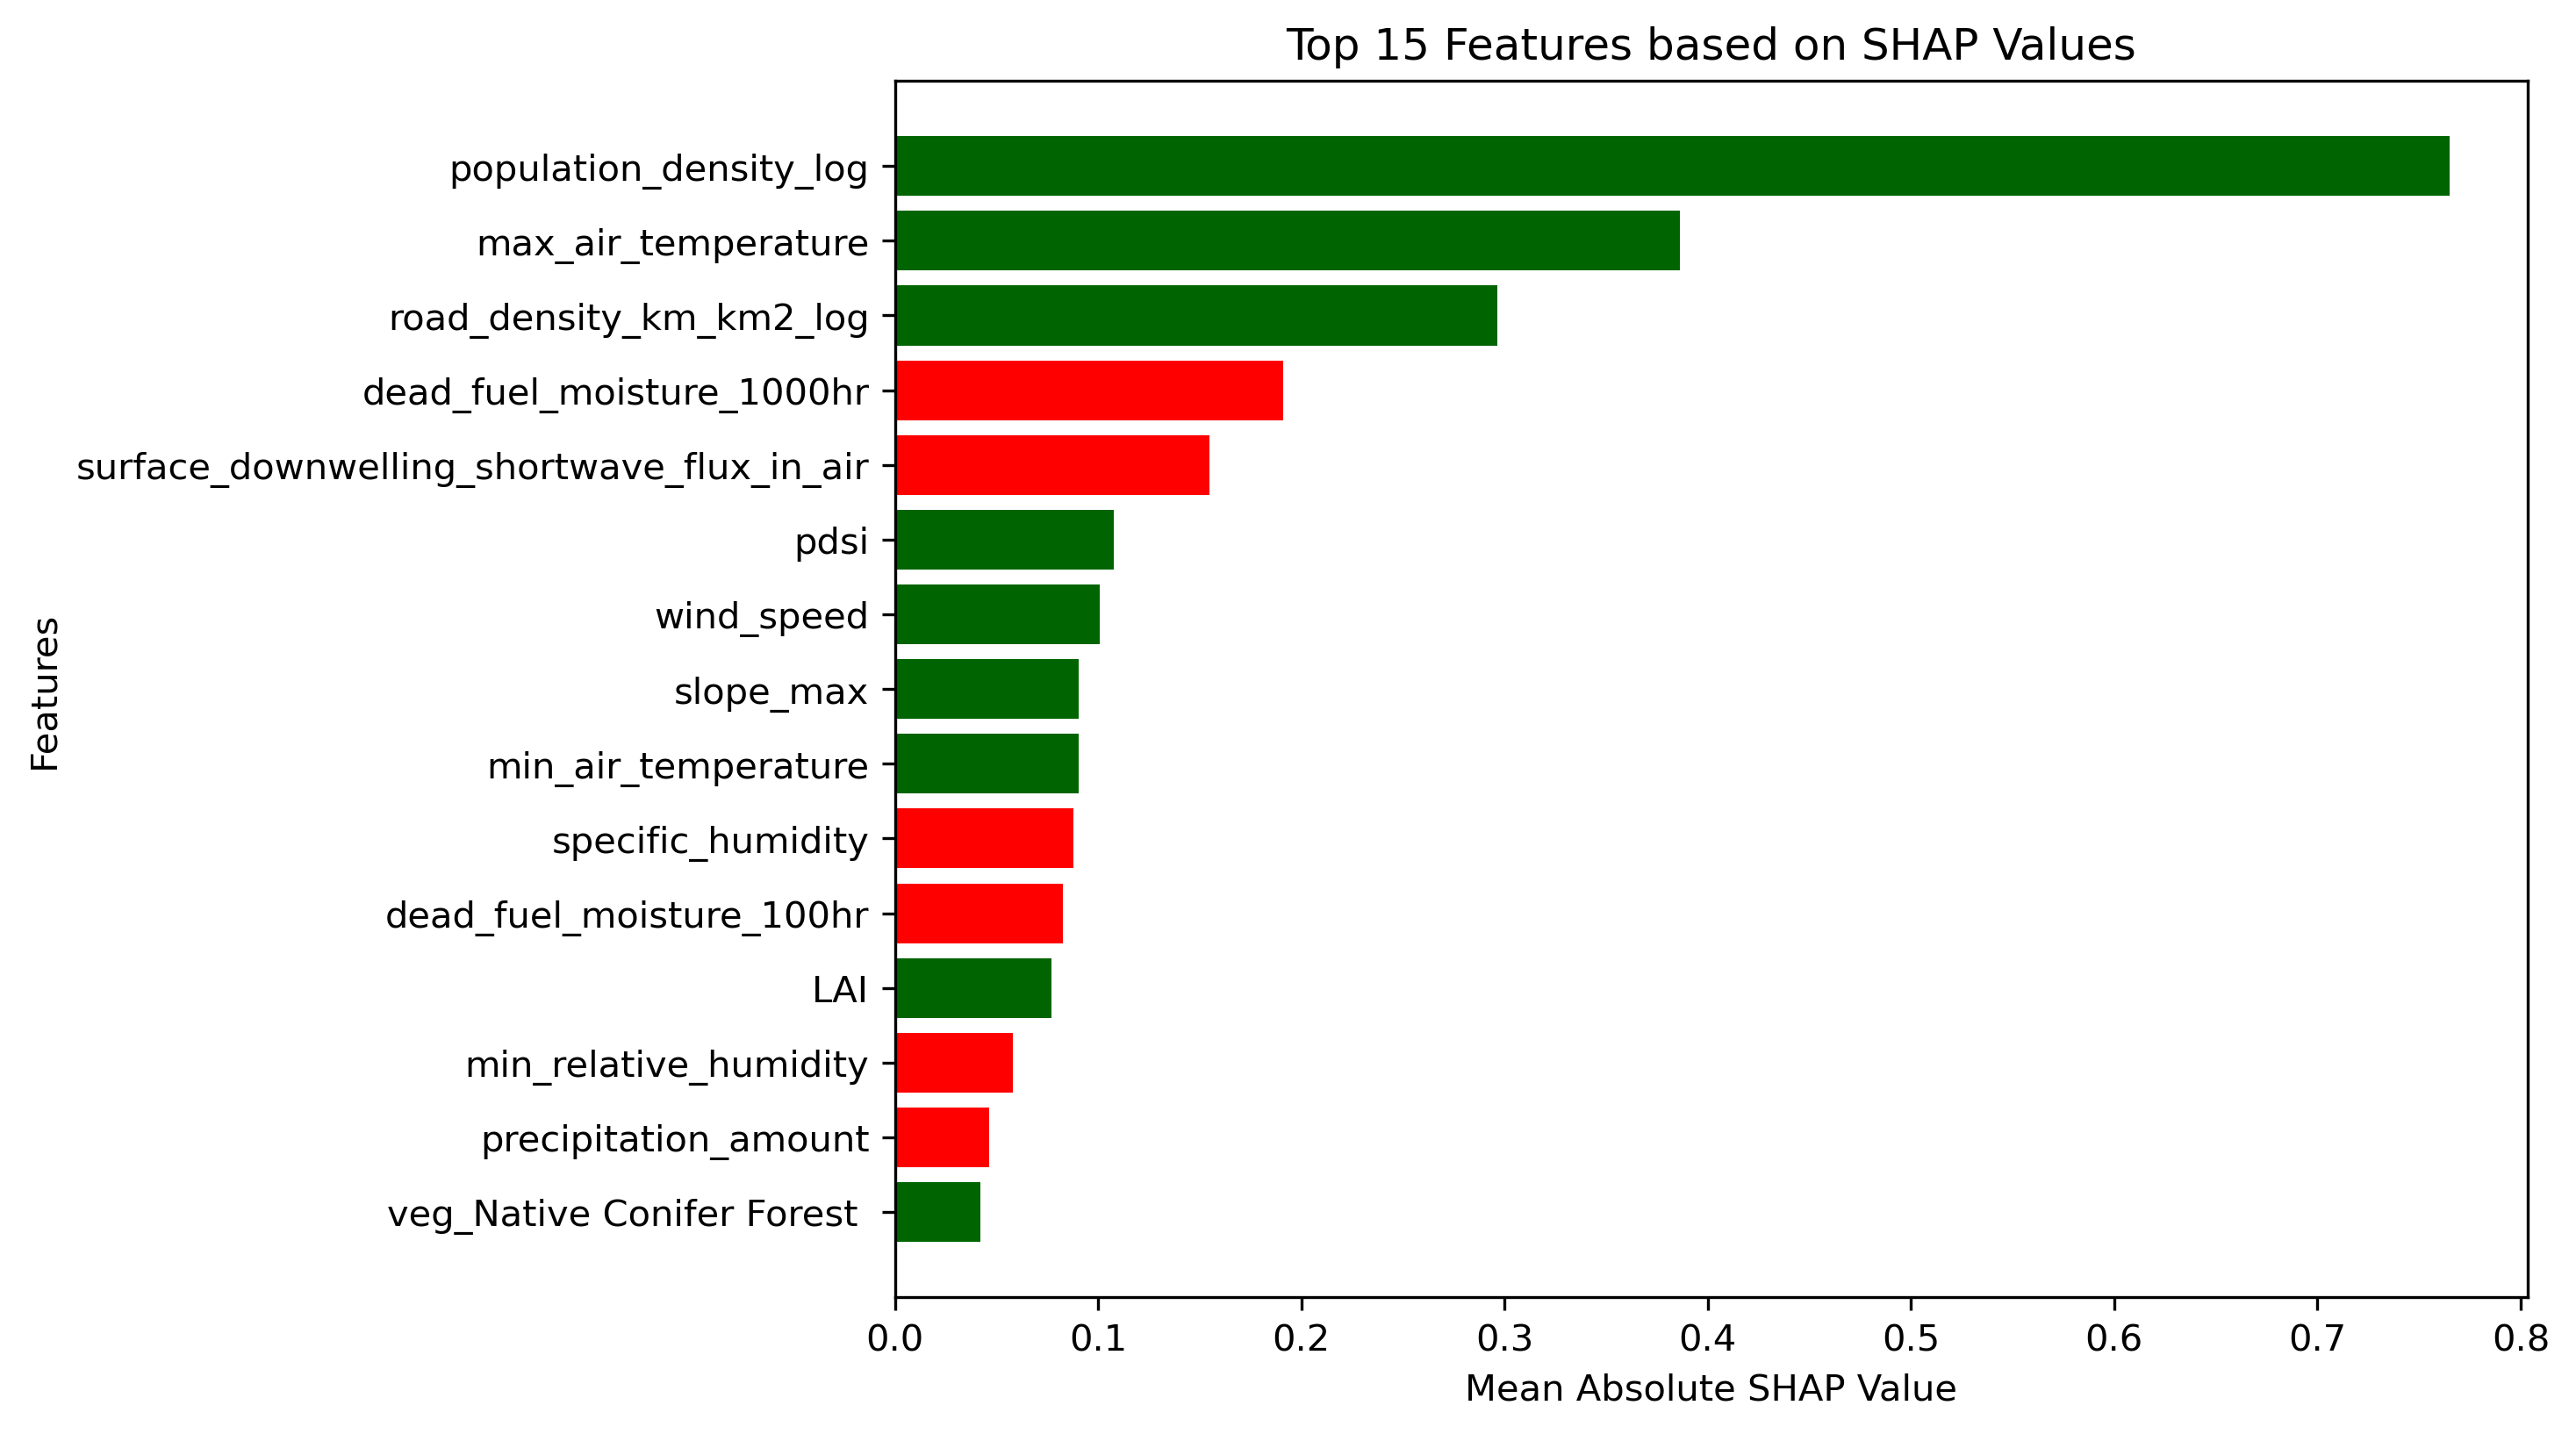 Top 15 Features based on SHAP Values
Features
population_density_log
max_air_temperature
road_density_km_km2_log
dead_fuel_moisture_1000hr
surface_downwelling_shortwave_flux_in_air
pdsi
wind_speed
slope_max
min_air_temperature
specific_humidity
dead_fuel_moisture_100hr
LAI
min_relative_humidity
precipitation_amount
veg_Native Conifer Forest
0.0 0.1 0.2 0.3 0.4 0.5 0.6 0.7 0.8
Mean Absolute SHAP Value